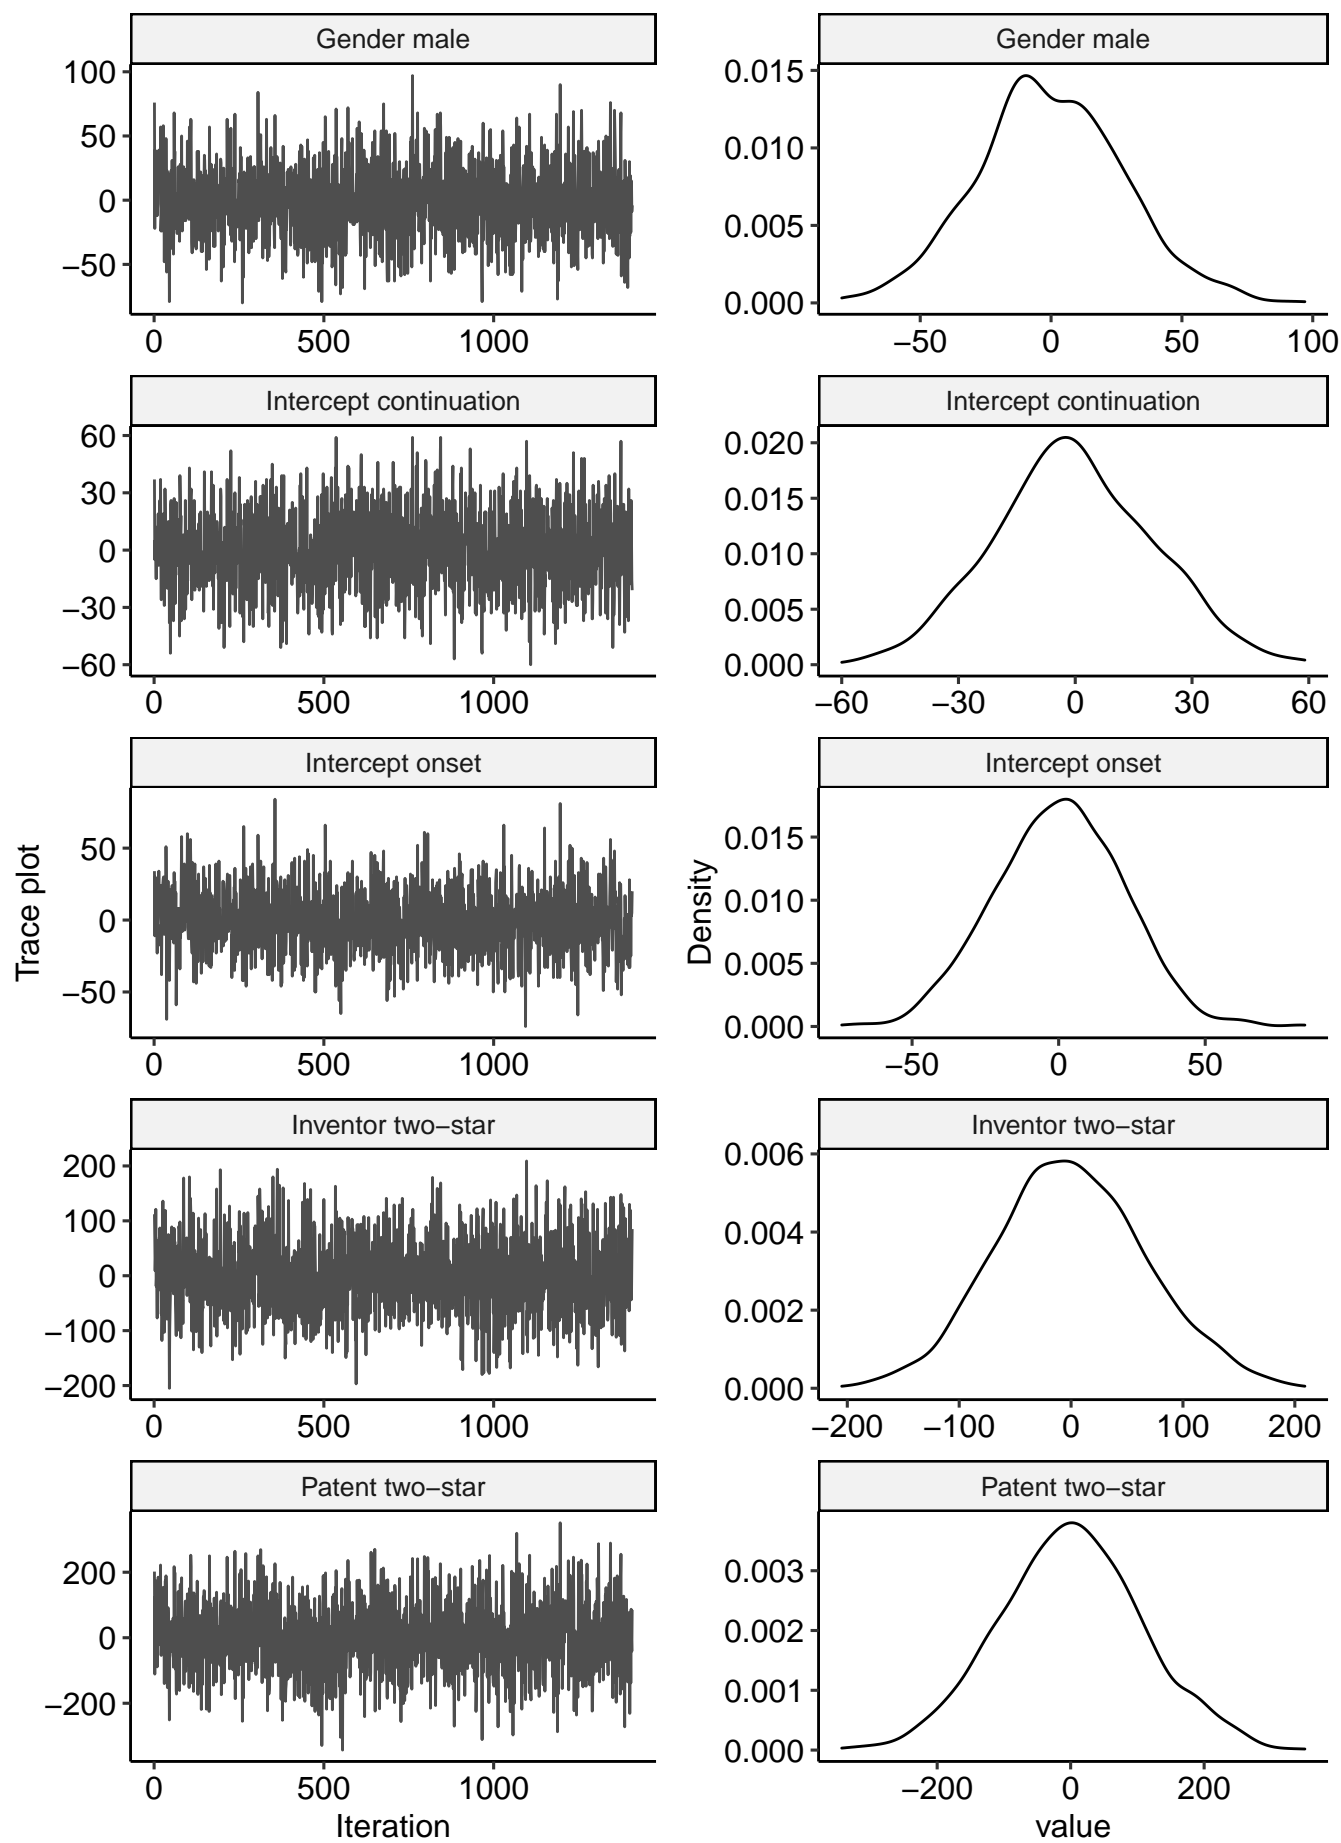 Gender male
Gender male
100
50
0
−50
0.015
0.010
0.005
0.000
0 500 1000
−50 0 50 100
Intercept continuation
Intercept continuation
60
30
0
−30
−60
0.020
0.015
0.010
0.005
0.000
0 500 1000
−60 −30 0 30 60
Intercept onset
Intercept onset
Trace plot
50
0
−50
Density
0.015
0.010
0.005
0.000
0 500 1000
−50 0 50
Inventor two−star
Inventor two−star
200
100
0
−100
−200
0.006
0.004
0.002
0.000
0 500 1000
−200 −100 0 100 200
Patent two−star
Patent two−star
200
0
−200
0.003
0.002
0.001
0.000
0 500 1000
−200 0 200
Iteration
value